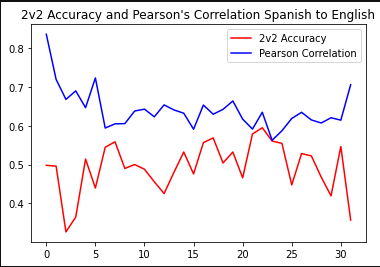 2v2 Accuracy and Pearson's Correlation Spanish to English
2v2 Accuracy
Pearson Correlation
0.8
0.7
0.6
0.5
0.4
0 5 10 15 20 25 30